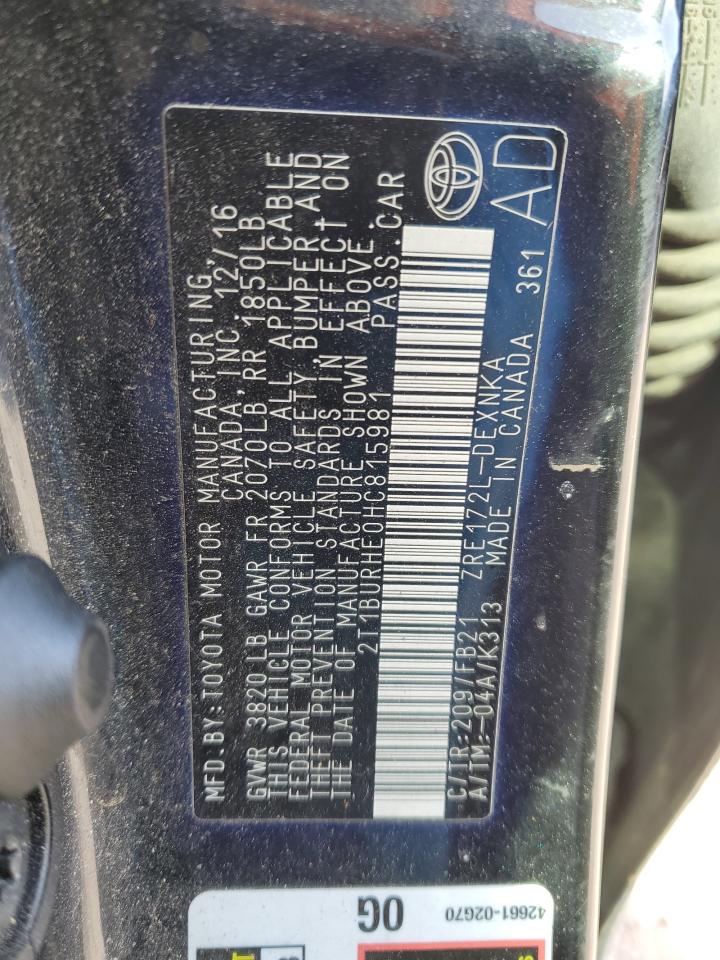 MFD.BY:TOYOTA MOTOR MANUFACTURING
CANADA,INC. 12/16
GVWR 3820LB GAWR FR 2070LB RR 1850LB
THIS VEHICLE CONFORMS TO ALL APPLICABLE
FEDERAL MOTOR VEHICLE SAFETY, BUMPER, AND
THEFT PREVENTION STANDARDS IN EFFECT ON
THE DATE OF MANUFACTURE SHOWN ABOVE.
2T1BURHE0HC815981 PASS.CAR
C/TR:209/FB21 ZRE172L-DEXNKA
A/TM:-04A/K313 MADE IN CANADA 361
AD
0G
42661-02G70